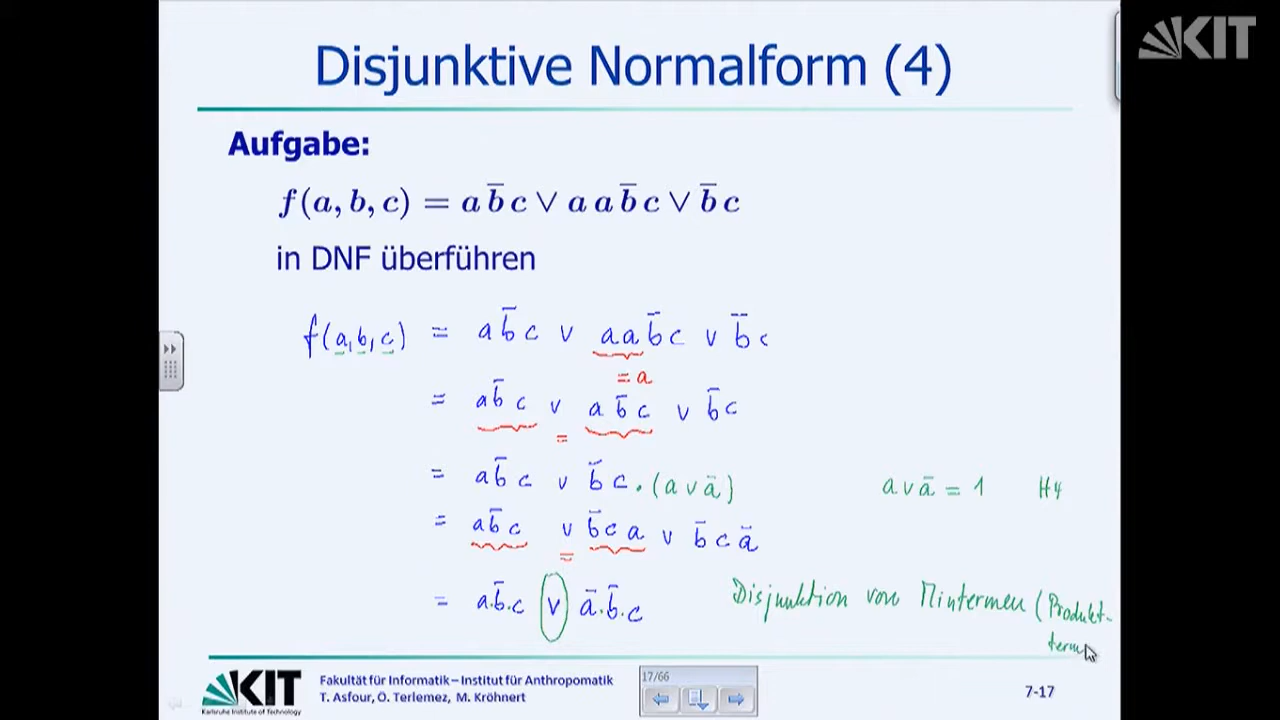 KIT
Disjunktive Normalform (4)
Aufgabe:
f(a, b, c) = a b̅ c ∨ a a b̅ c ∨ b̅ c
in DNF überführen
f(a, b, c) = a b̅ c ∨ a a b̅ c ∨ b̅ c
= a
= a b̅ c ∨ a b̅ c ∨ b̅ c
=
= a b̅ c ∨ b̅ c · (a ∨ a̅) a ∨ a̅ = 1 H4
= a b̅ c ∨ b̅ c a ∨ b̅ c a̅
=
= a·b̅·c ∨ a̅·b̅·c Disjunktion von Mintermen (Produkt-
term
KIT
Karlsruhe Institute of Technology
Fakultät für Informatik – Institut für Anthropomatik
T. Asfour, Ö. Terlemez, M. Kröhnert
17/66
7-17